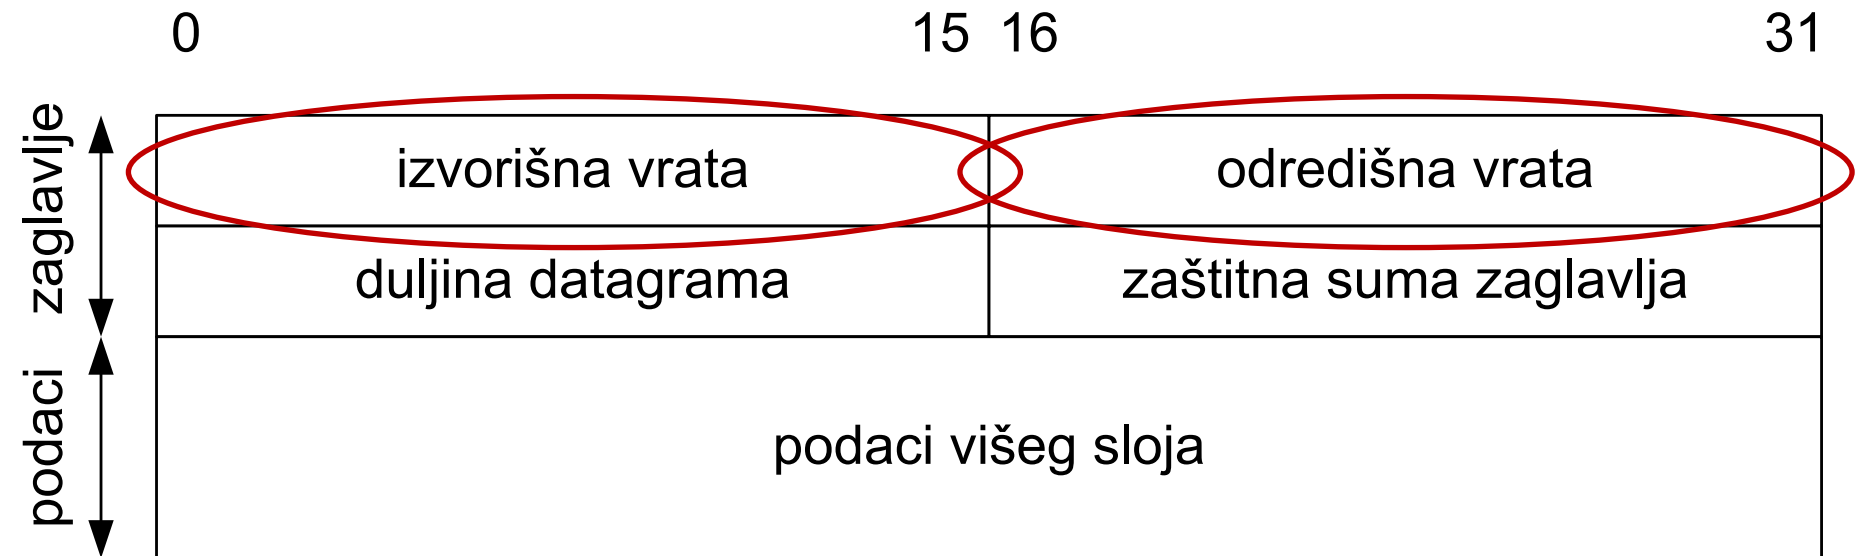 0 15 16 31
zaglavlje
izvorišna vrata odredišna vrata
duljina datagrama zaštitna suma zaglavlja
podaci
podaci višeg sloja